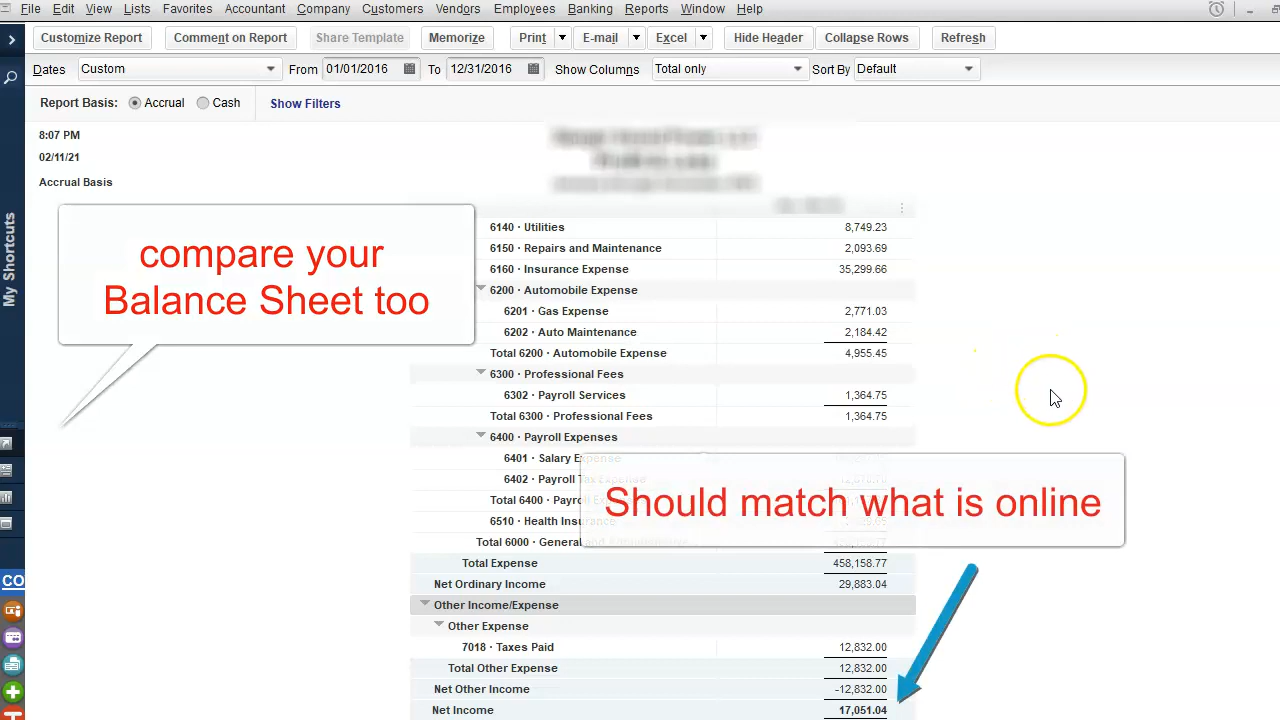 File Edit View Lists Favorites Accountant Company Customers Vendors Employees Banking Reports Window Help
Customize Report Comment on Report Share Template Memorize Print E-mail Excel Hide Header Collapse Rows Refresh
Dates Custom From 01/01/2016 To 12/31/2016 Show Columns Total only Sort By Default
Report Basis: Accrual Cash Show Filters
8:07 PM
02/11/21
Accrual Basis
My Shortcuts
compare your
Balance Sheet too
6140 · Utilities 8,749.23
6150 · Repairs and Maintenance 2,093.69
6160 · Insurance Expense 35,299.66
6200 · Automobile Expense
6201 · Gas Expense 2,771.03
6202 · Auto Maintenance 2,184.42
Total 6200 · Automobile Expense 4,955.45
6300 · Professional Fees
6302 · Payroll Services 1,364.75
Total 6300 · Professional Fees 1,364.75
6400 · Payroll Expenses
6401 · Salary Expense
6402 · Payroll Tax Expense
Total 6400 ·
6510 · Health
Total 6000 · General and
Should match what is online
Total Expense 458,158.77
Net Ordinary Income 29,883.04
Other Income/Expense
Other Expense
7018 · Taxes Paid 12,832.00
Total Other Expense 12,832.00
Net Other Income -12,832.00
Net Income 17,051.04
CO